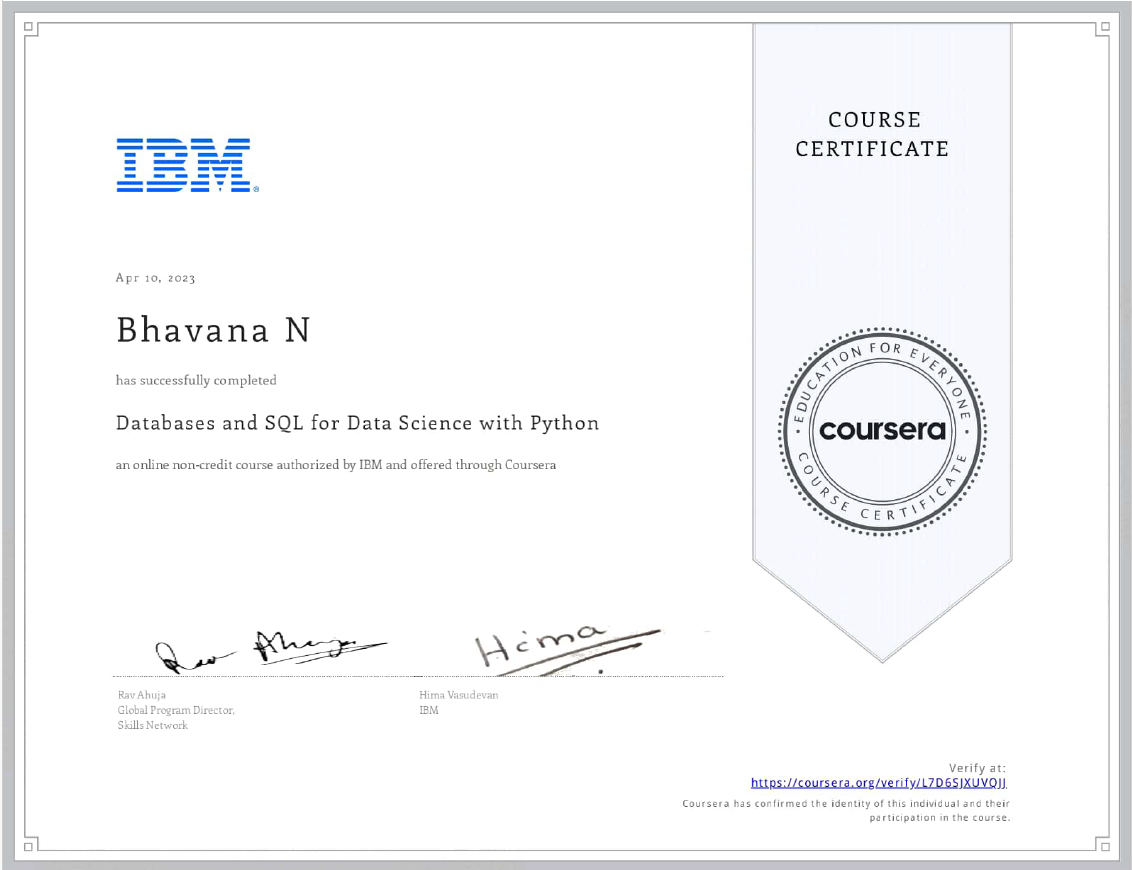 IBM®
COURSE
CERTIFICATE
Apr 10, 2023
Bhavana N
has successfully completed
Databases and SQL for Data Science with Python
an online non-credit course authorized by IBM and offered through Coursera
EDUCATION FOR EVERYONE
coursera
COURSE CERTIFICATE
Rav Ahuja
Hima
Rav Ahuja
Global Program Director,
Skills Network
Hima Vasudevan
IBM
Verify at:
https://coursera.org/verify/L7D6SJXUVQJJ
Coursera has confirmed the identity of this individual and their
participation in the course.